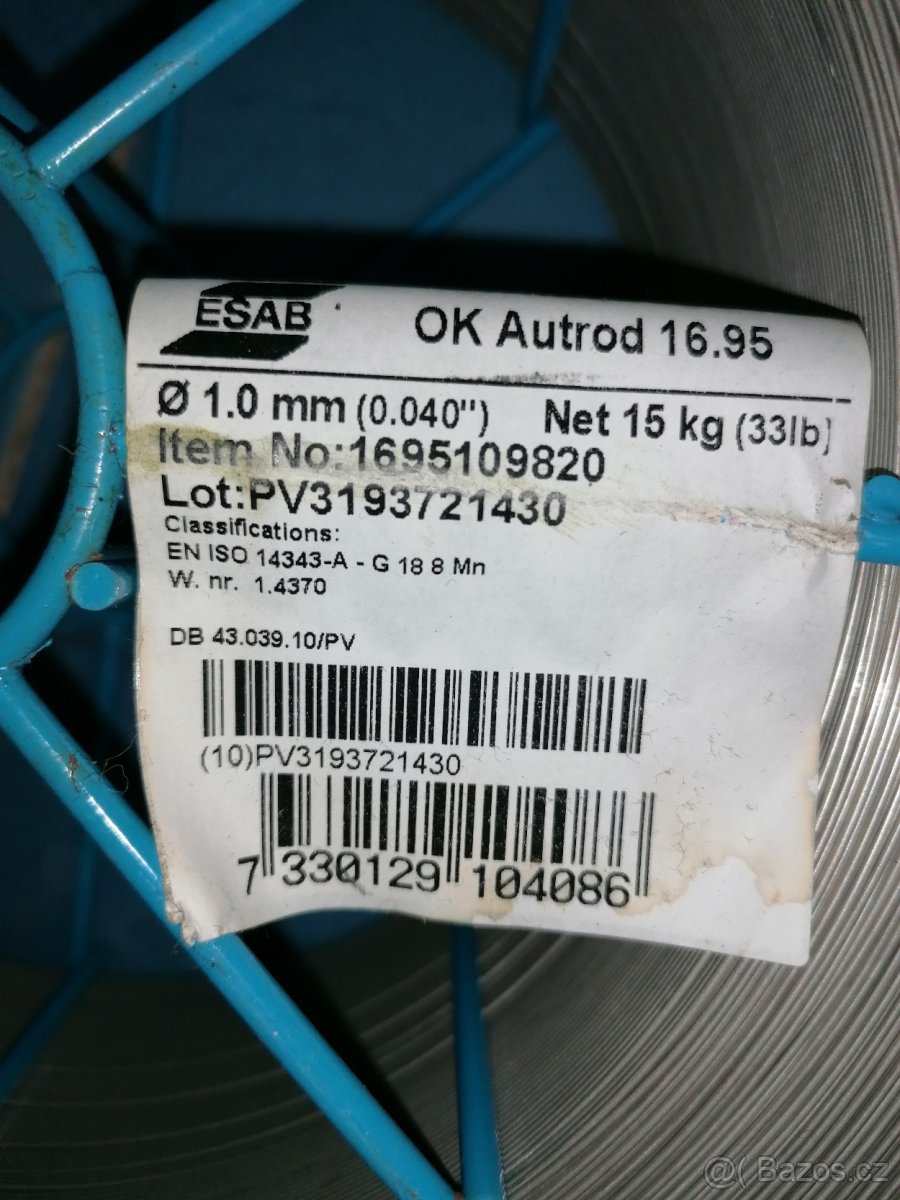 ESAB
OK Autrod 16.95
Ø 1.0 mm (0.040") Net 15 kg (33lb)
Item No:1695109820
Lot:PV3193721430
Classifications:
EN ISO 14343-A - G 18 8 Mn
W. nr. 1.4370
DB 43.039.10/PV
(10)PV3193721430
7 330129 104086
@( Bazos.cz